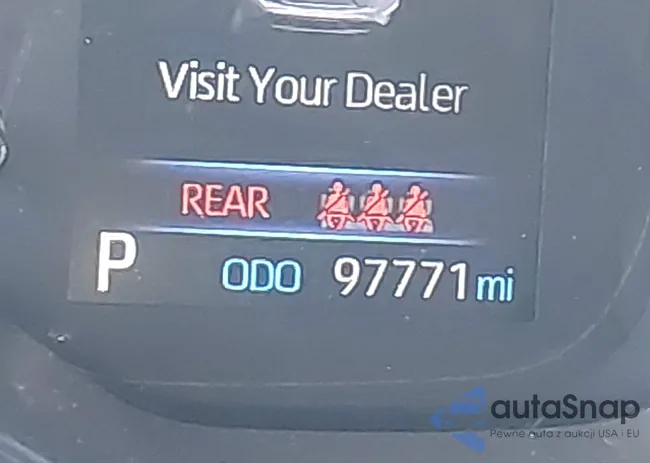 Visit Your Dealer
REAR
P ODO 97771 mi
autaSnap
Pewne auta z aukcji USA i EU